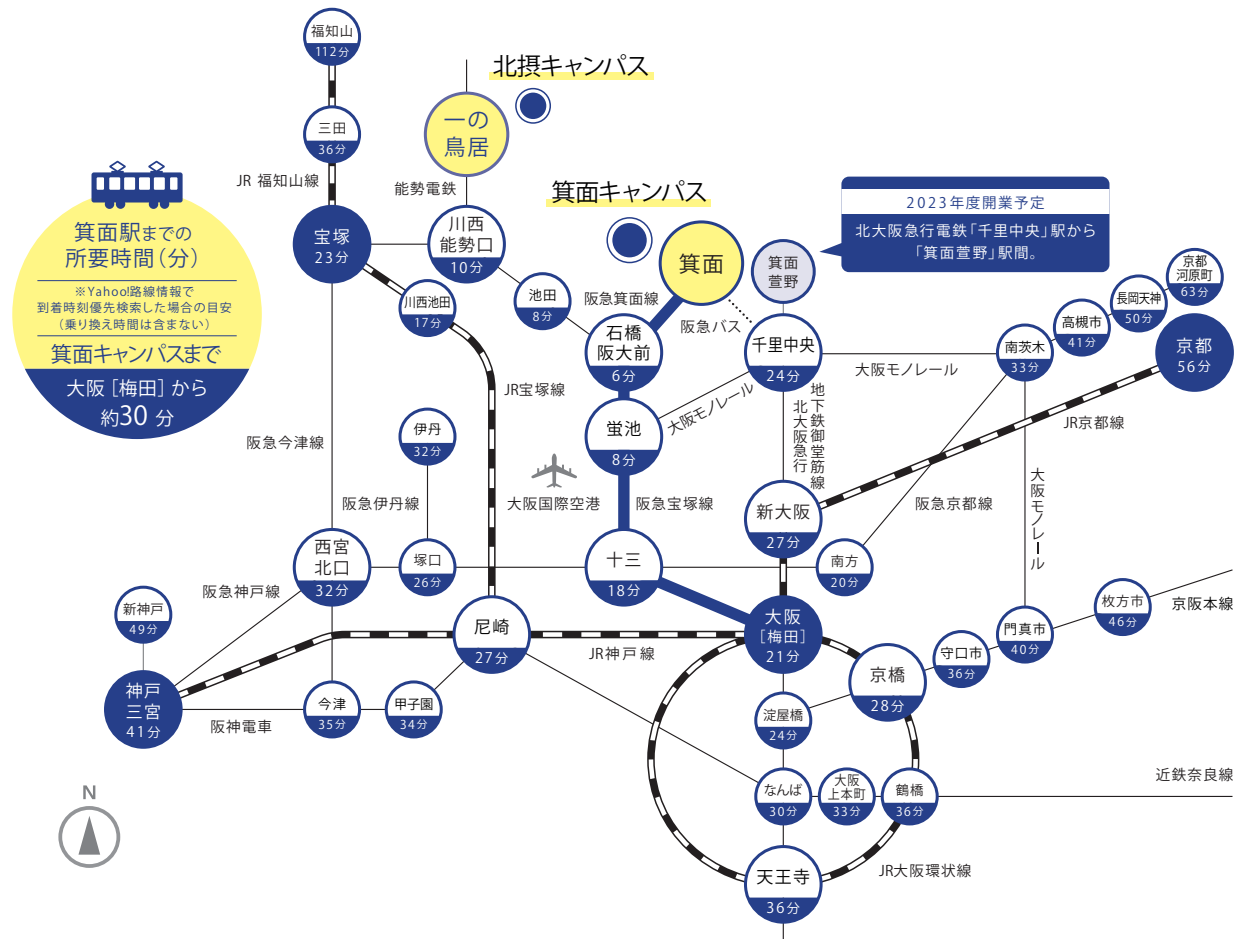 福知山
112分
北摂キャンパス
一の
鳥居
三田
36分
JR 福知山線
能勢電鉄
箕面キャンパス
2023年度開業予定
北大阪急行電鉄「千里中央」駅から
「箕面萱野」駅間。
箕面駅までの
所要時間（分）
※Yahoo!路線情報で
到着時刻優先検索した場合の目安
（乗り換え時間は含まない）
箕面キャンパスまで
大阪［梅田］から
約30分
宝塚
23分
川西
能勢口
10分
箕面
箕面
萱野
京都
河原町
63分
川西池田
17分
池田
8分
阪急箕面線
阪急バス
長岡天神
50分
高槻市
41分
石橋
阪大前
6分
千里中央
24分
大阪モノレール
南茨木
33分
京都
56分
JR宝塚線
大阪モノレール
地下鉄御堂筋線
北大阪急行
JR京都線
阪急今津線
伊丹
32分
蛍池
8分
阪急伊丹線
大阪国際空港
阪急宝塚線
新大阪
27分
阪急京都線
大阪モノレール
西宮
北口
32分
塚口
26分
十三
18分
南方
20分
阪急神戸線
新神戸
49分
尼崎
27分
JR神戸線
大阪
［梅田］
21分
京橋
28分
守口市
36分
門真市
40分
枚方市
46分
京阪本線
神戸
三宮
41分
阪神電車
今津
35分
甲子園
34分
淀屋橋
24分
なんば
30分
大阪
上本町
33分
鶴橋
36分
近鉄奈良線
N
天王寺
36分
JR大阪環状線